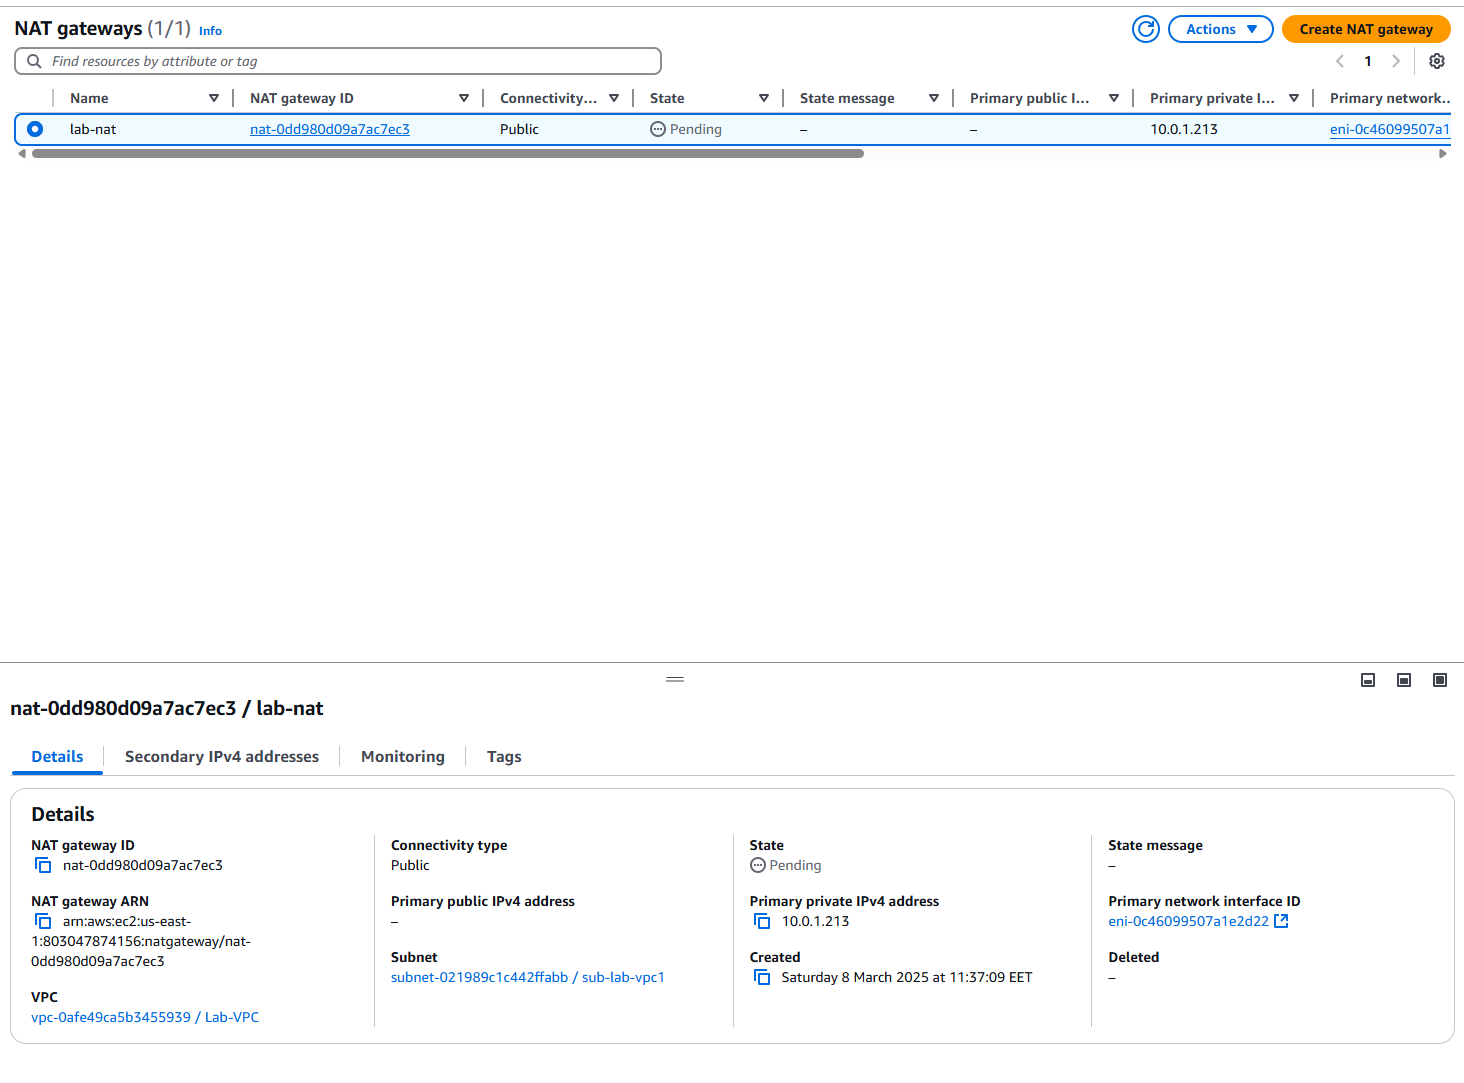 NAT gateways (1/1) Info
Actions
Create NAT gateway
Find resources by attribute or tag
1
Name NAT gateway ID Connectivity... State State message Primary public I... Primary private I... Primary network..
lab-nat nat-0dd980d09a7ac7ec3 Public Pending – – 10.0.1.213 eni-0c46099507a1
nat-0dd980d09a7ac7ec3 / lab-nat
Details Secondary IPv4 addresses Monitoring Tags
Details
NAT gateway ID
nat-0dd980d09a7ac7ec3
NAT gateway ARN
arn:aws:ec2:us-east-
1:803047874156:natgateway/nat-
0dd980d09a7ac7ec3
VPC
vpc-0afe49ca5b3455939 / Lab-VPC
Connectivity type
Public
Primary public IPv4 address
–
Subnet
subnet-021989c1c442ffabb / sub-lab-vpc1
State
Pending
Primary private IPv4 address
10.0.1.213
Created
Saturday 8 March 2025 at 11:37:09 EET
State message
–
Primary network interface ID
eni-0c46099507a1e2d22
Deleted
–